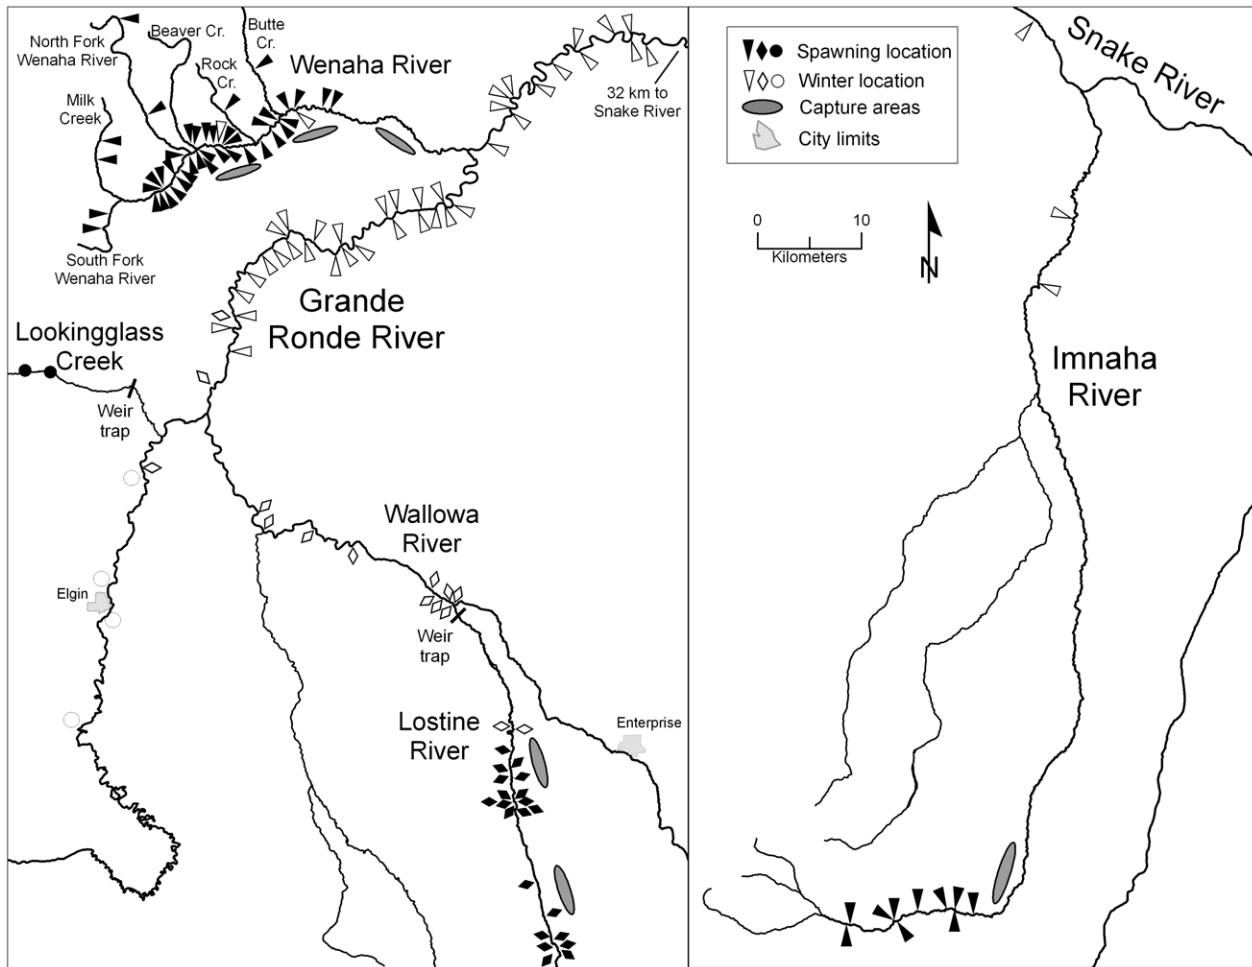 North Fork
Wenaha River
Beaver Cr.
Butte
Cr.
Rock
Cr.
Wenaha River
Milk
Creek
32 km to
Snake River
South Fork
Wenaha River
Grande
Ronde River
Lookingglass
Creek
Weir
trap
Elgin
Wallowa
River
Weir
trap
Lostine
River
Enterprise
Snake River
Spawning location
Winter location
Capture areas
City limits
0 10
Kilometers
N
Imnaha
River